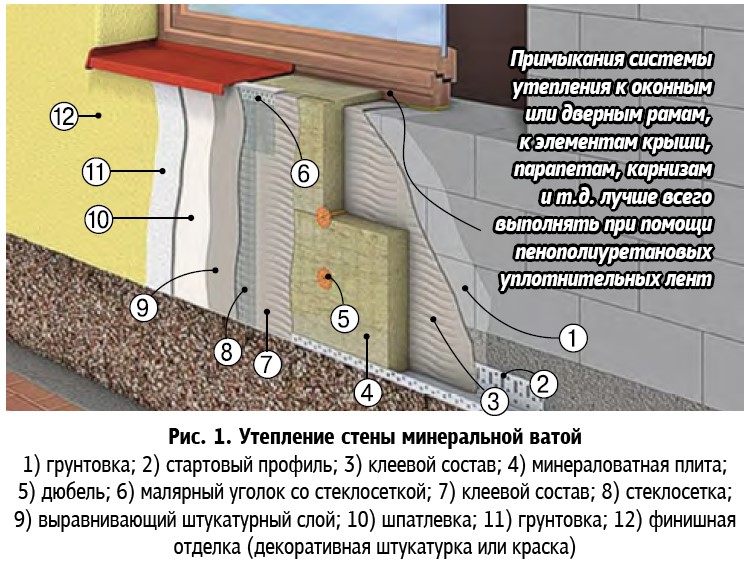 Примыкания системы
утепления к оконным
или дверным рамам,
к элементам крыши,
парапетам, карнизам
и т.д. лучше всего
выполнять при помощи
пенополиуретановых
уплотнительных лент
12
11
10
9
8
7
6
5
4
3
2
1
Рис. 1. Утепление стены минеральной ватой
1) грунтовка; 2) стартовый профиль; 3) клеевой состав; 4) минераловатная плита;
5) дюбель; 6) малярный уголок со стеклосеткой; 7) клеевой состав; 8) стеклосетка;
9) выравнивающий штукатурный слой; 10) шпатлевка; 11) грунтовка; 12) финишная
отделка (декоративная штукатурка или краска)